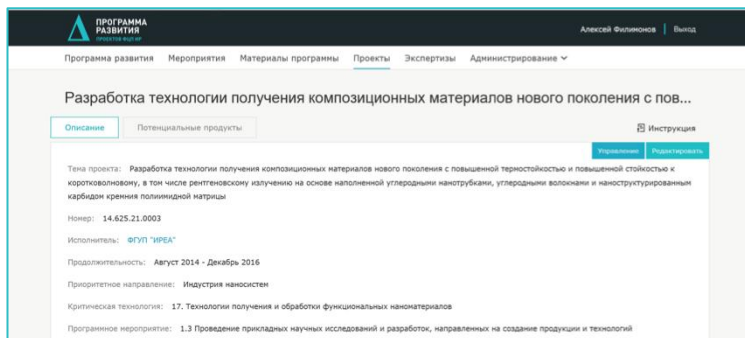 ПРОГРАММА
РАЗВИТИЯ
ПРОЕКТОВ ФЦП ИР
Алексей Филимонов | Выход
Программа развития Мероприятия Материалы программы Проекты Экспертизы Администрирование
Разработка технологии получения композиционных материалов нового поколения с пов...
Описание Потенциальные продукты Инструкция
Управление Редактировать
Тема проекта: Разработка технологии получения композиционных материалов нового поколения с повышенной термостойкостью и повышенной стойкостью к
коротковолновому, в том числе рентгеновскому излучению на основе наполненной углеродными нанотрубками, углеродными волокнами и наноструктурированным
карбидом кремния полиимидной матрицы
Номер: 14.625.21.0003
Исполнитель: ФГУП "ИРЕА"
Продолжительность: Август 2014 - Декабрь 2016
Приоритетное направление: Индустрия наносистем
Критическая технология: 17. Технологии получения и обработки функциональных наноматериалов
Программное мероприятие: 1.3 Проведение прикладных научных исследований и разработок, направленных на создание продукции и технологий